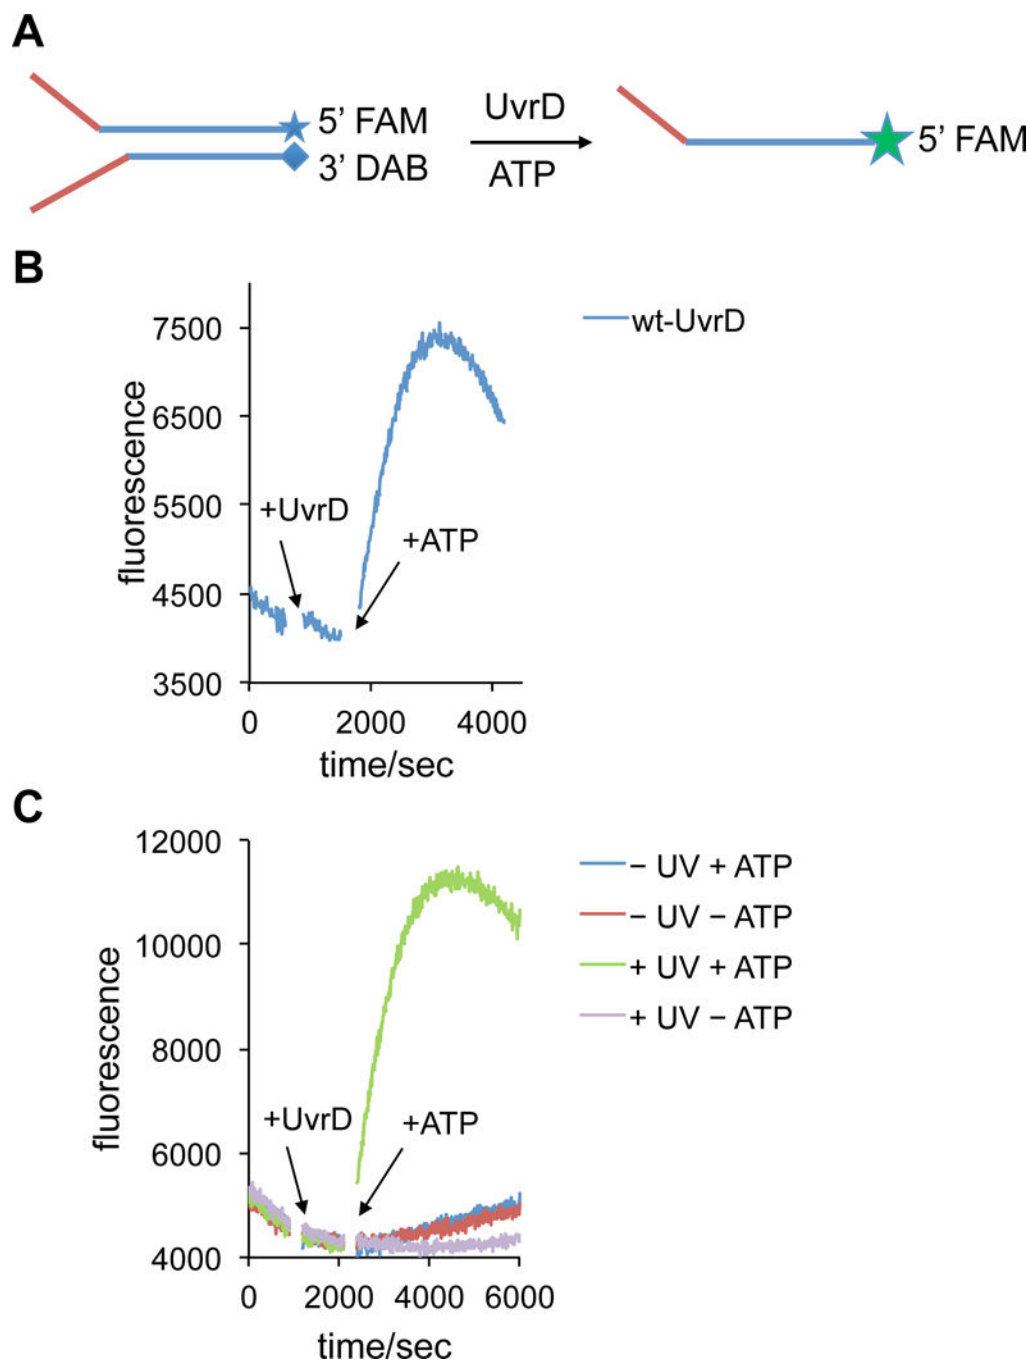 A
5’ FAM
3’ DAB
UvrD
ATP
5’ FAM
B
fluorescence
7500
6500
5500
4500
3500
+UvrD
+ATP
wt-UvrD
0 2000 4000
time/sec
C
fluorescence
12000
10000
8000
6000
4000
+UvrD
+ATP
− UV + ATP
− UV − ATP
+ UV + ATP
+ UV − ATP
0 2000 4000 6000
time/sec